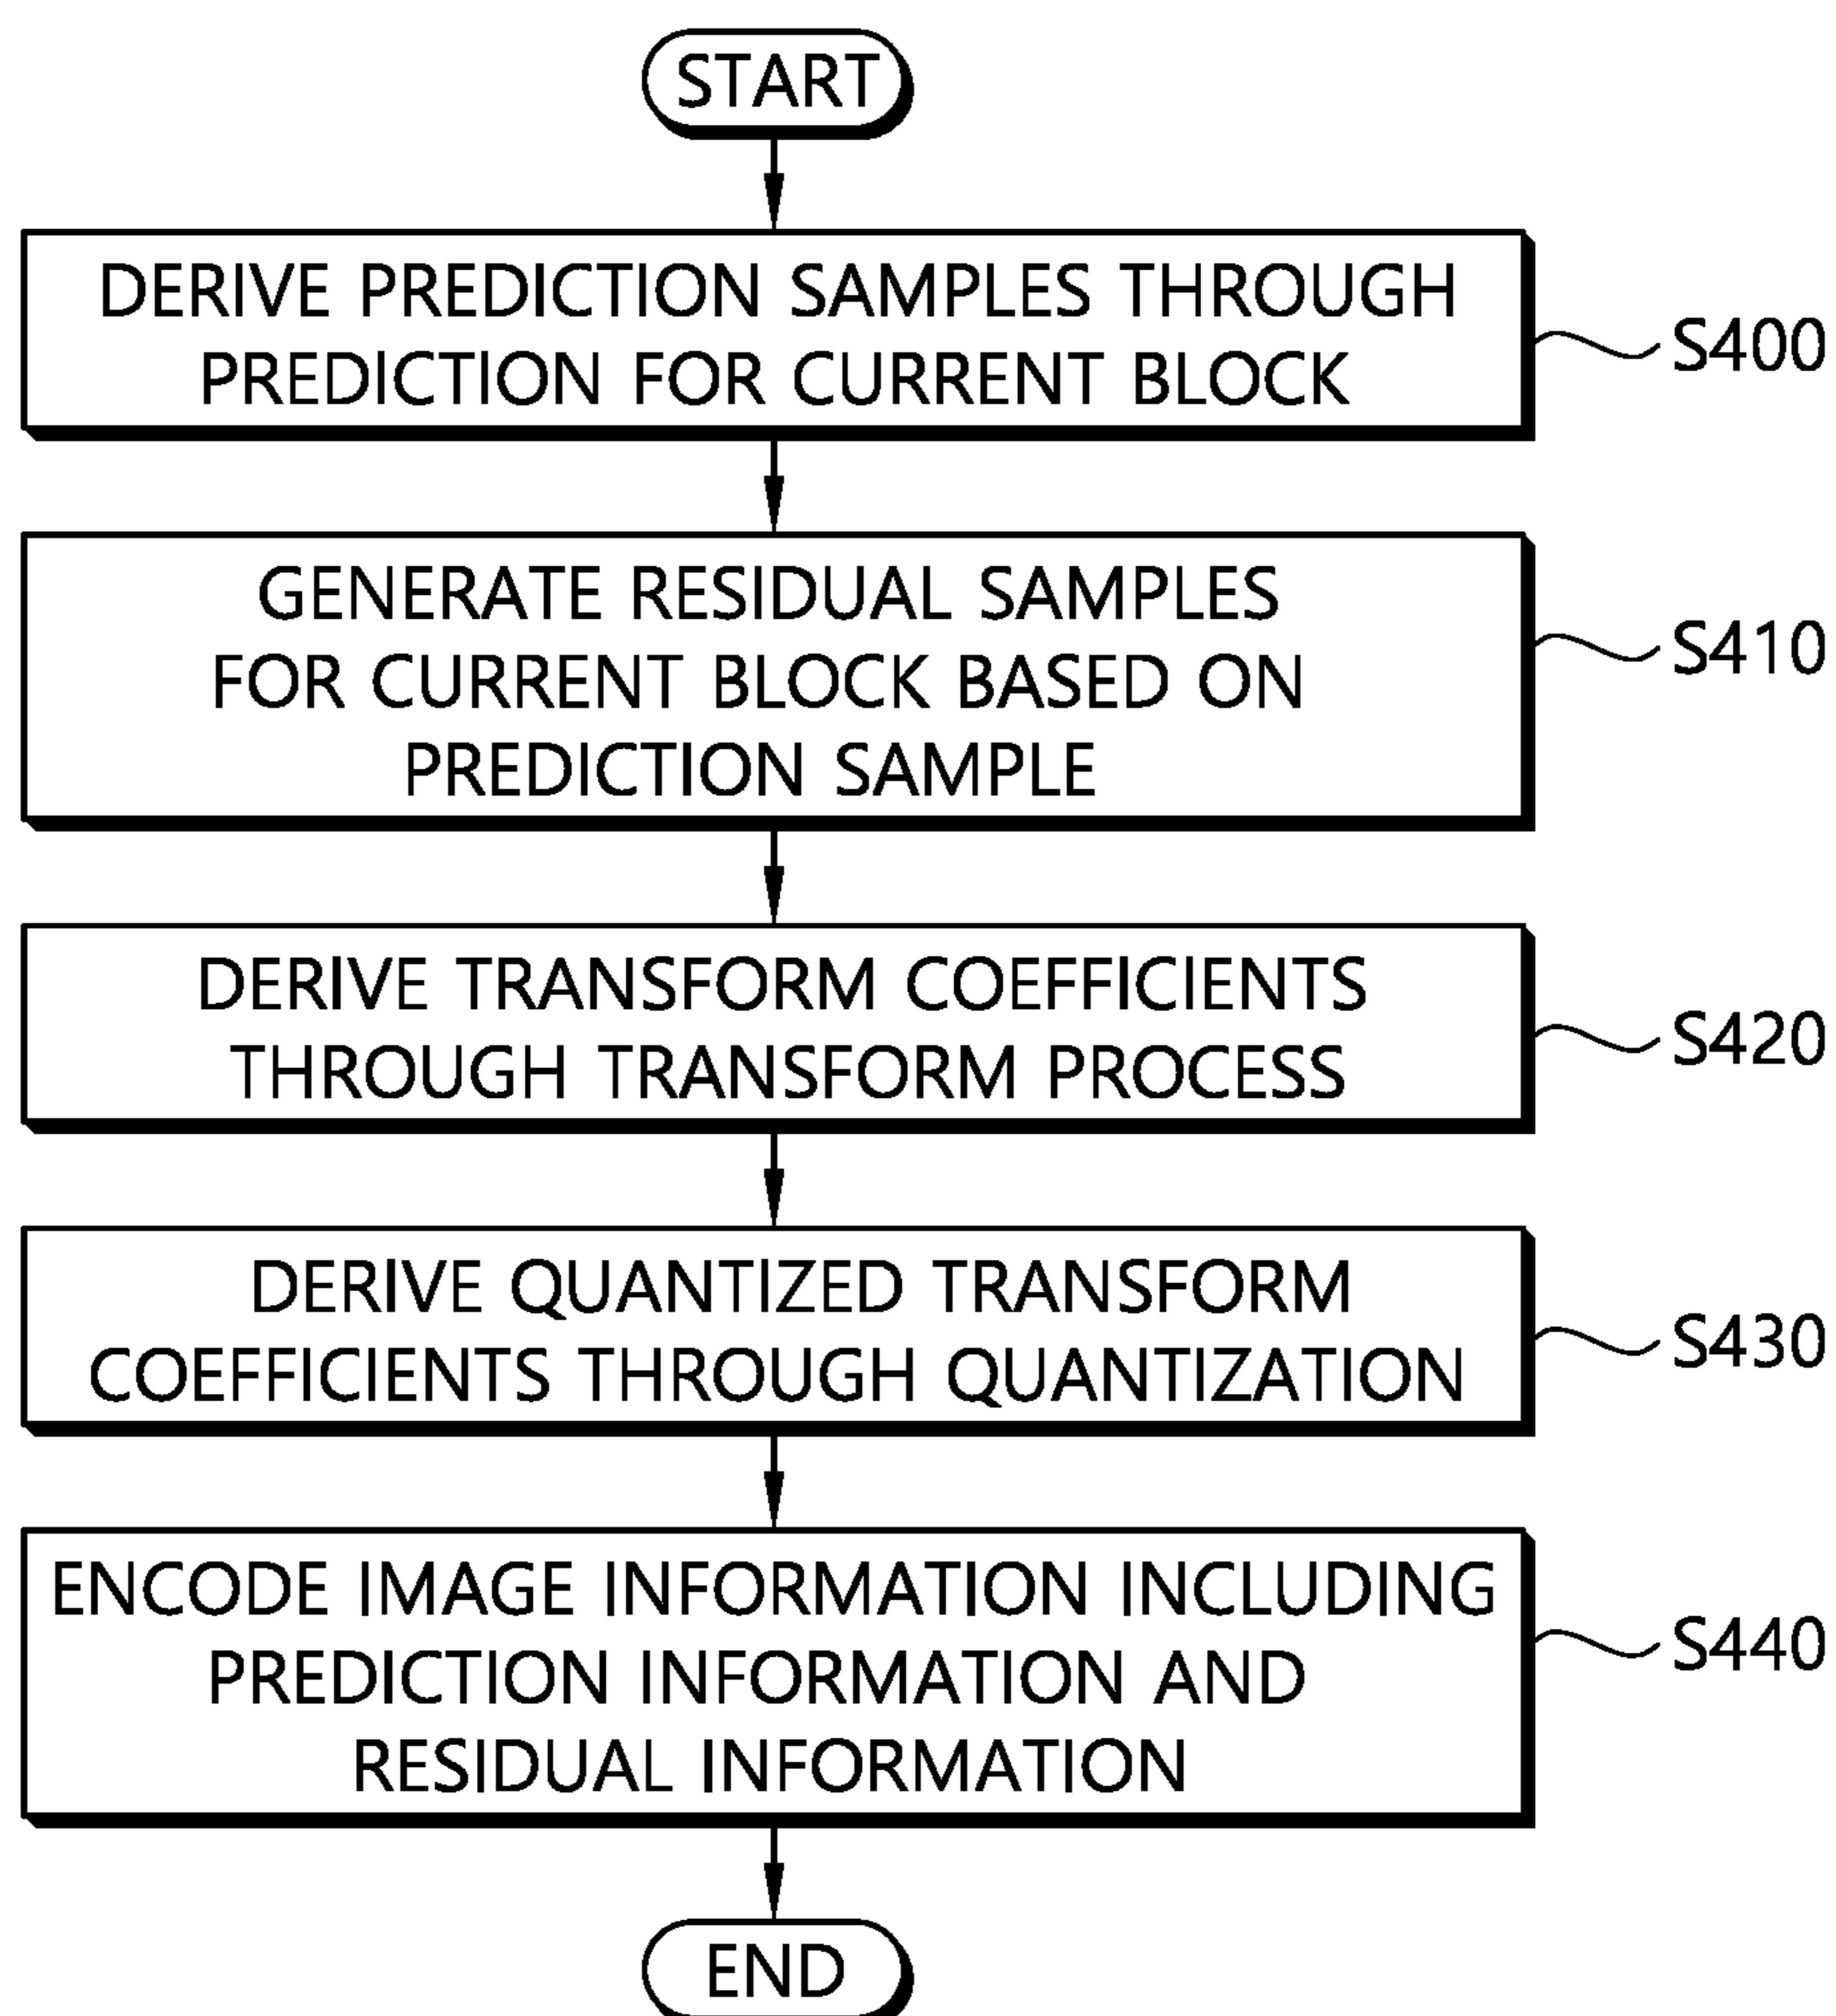 START
DERIVE PREDICTION SAMPLES THROUGH
PREDICTION FOR CURRENT BLOCK
S400
GENERATE RESIDUAL SAMPLES
FOR CURRENT BLOCK BASED ON
PREDICTION SAMPLE
S410
DERIVE TRANSFORM COEFFICIENTS
THROUGH TRANSFORM PROCESS
S420
DERIVE QUANTIZED TRANSFORM
COEFFICIENTS THROUGH QUANTIZATION
S430
ENCODE IMAGE INFORMATION INCLUDING
PREDICTION INFORMATION AND
RESIDUAL INFORMATION
S440
END